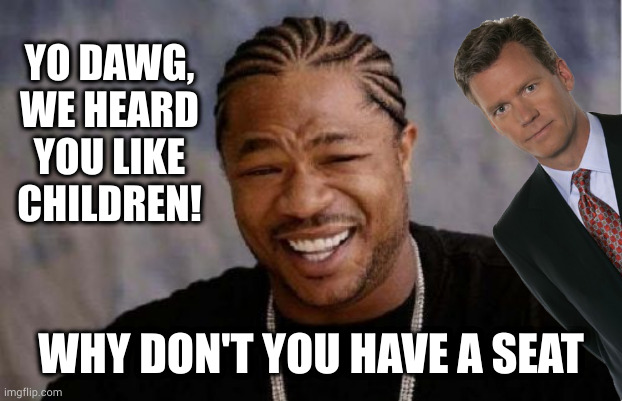 YO DAWG,
WE HEARD
YOU LIKE
CHILDREN!
WHY DON'T YOU HAVE A SEAT
imgflip.com